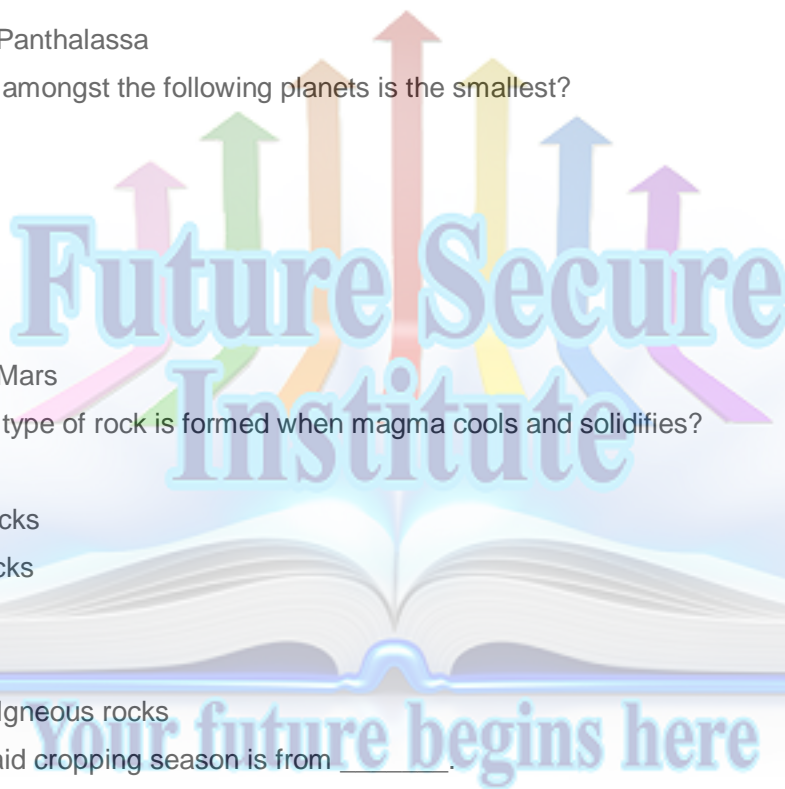 Panthalassa
amongst the following planets is the smallest?
Future Secure
Mars
Institute
type of rock is formed when magma cools and solidifies?
cks
cks
Igneous rocks
Your future begins here
aid cropping season is from _______.